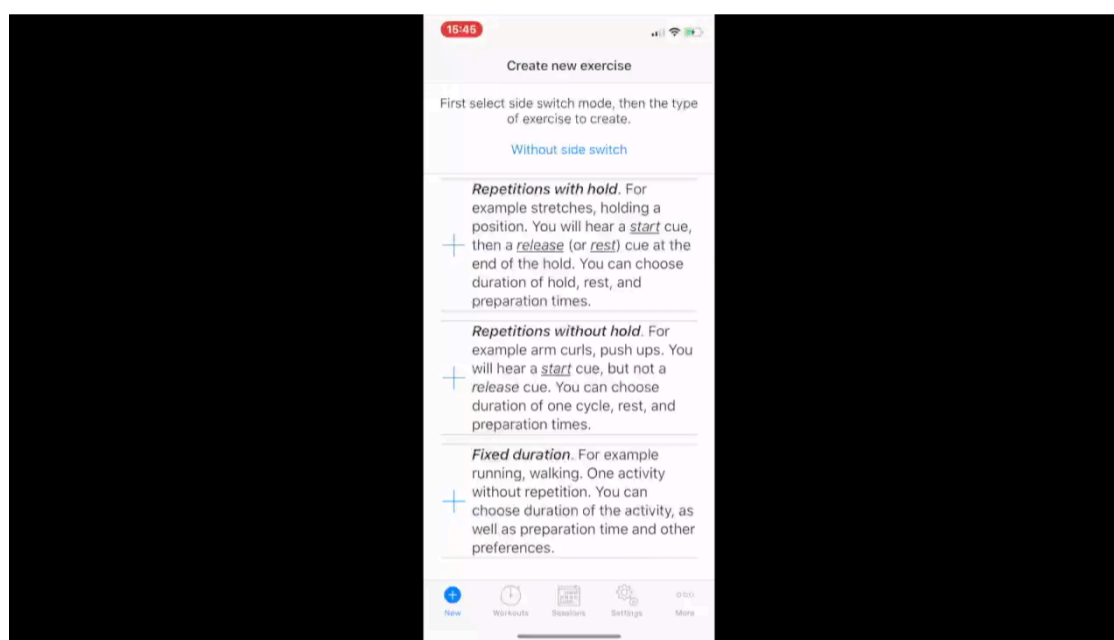 15:45
Create new exercise
First select side switch mode, then the type
of exercise to create.
Without side switch
Repetitions with hold. For
example stretches, holding a
position. You will hear a start cue,
then a release (or rest) cue at the
end of the hold. You can choose
duration of hold, rest, and
preparation times.
Repetitions without hold. For
example arm curls, push ups. You
will hear a start cue, but not a
release cue. You can choose
duration of one cycle, rest, and
preparation times.
Fixed duration. For example
running, walking. One activity
without repetition. You can
choose duration of the activity, as
well as preparation time and other
preferences.
New Workouts Sessions Settings More